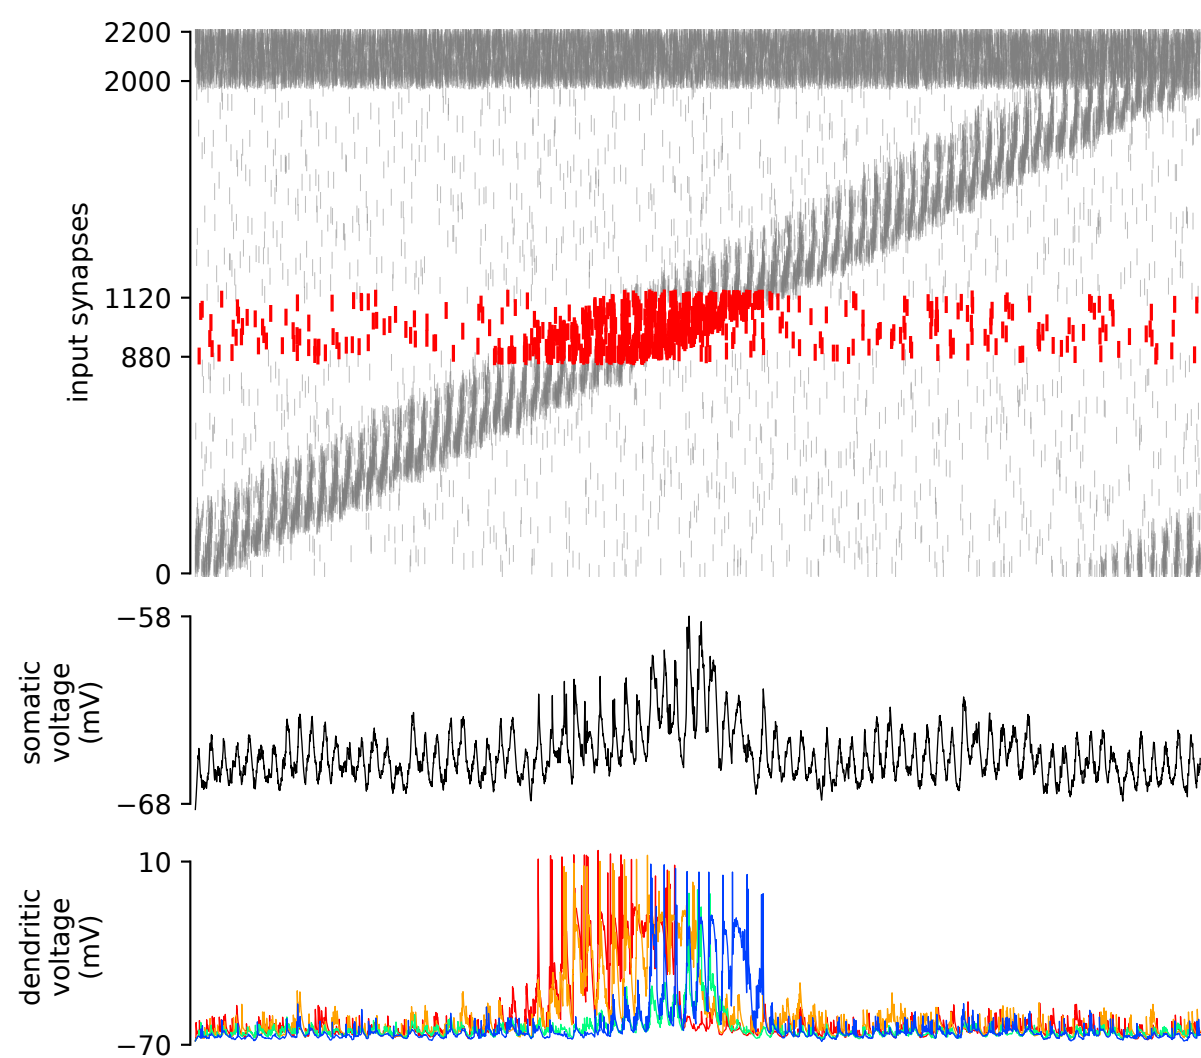 2200
2000
1120
880
0
input synapses
−58
−68
somatic
voltage
(mV)
10
−70
dendritic
voltage
(mV)